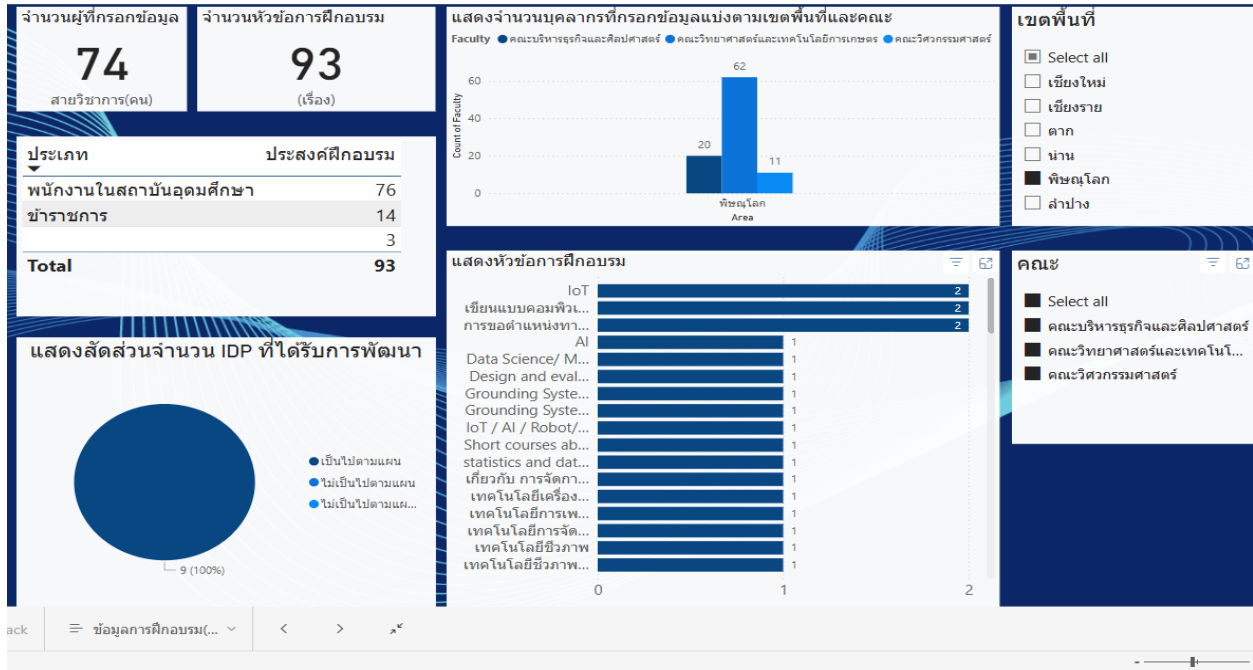 จำนวนผู้ที่กรอกข้อมูล
74
สายวิชาการ(คน)
จำนวนหัวข้อการฝึกอบรม
93
(เรื่อง)
ประเภท ประสงค์ฝึกอบรม
พนักงานในสถาบันอุดมศึกษา 76
ข้าราชการ 14
3
Total 93
แสดงสัดส่วนจำนวน IDP ที่ได้รับการพัฒนา
เป็นไปตามแผน
ไม่เป็นไปตามแผน
ไม่เป็นไปตามแผ...
9 (100%)
แสดงจำนวนบุคลากรที่กรอกข้อมูลแบ่งตามเขตพื้นที่และคณะ
Faculty คณะบริหารธุรกิจและศิลปศาสตร์ คณะวิทยาศาสตร์และเทคโนโลยีการเกษตร คณะวิศวกรรมศาสตร์
Count of Faculty
60
40
20
0
20
62
11
พิษณุโลก
Area
แสดงหัวข้อการฝึกอบรม
IoT 2
เขียนแบบคอมพิวเ... 2
การขอตำแหน่งทา... 2
AI 1
Data Science/ M... 1
Design and eval... 1
Grounding Syste... 1
Grounding Syste... 1
IoT / AI / Robot/... 1
Short courses ab... 1
statistics and dat... 1
เกี่ยวกับ การจัดกา... 1
เทคโนโลยีเครื่อง... 1
เทคโนโลยีการเพ... 1
เทคโนโลยีการจัด... 1
เทคโนโลยีชีวภาพ 1
เทคโนโลยีชีวภาพ... 1
0 1 2
เขตพื้นที่
Select all
เชียงใหม่
เชียงราย
ตาก
น่าน
พิษณุโลก
ลำปาง
คณะ
Select all
คณะบริหารธุรกิจและศิลปศาสตร์
คณะวิทยาศาสตร์และเทคโนโ...
คณะวิศวกรรมศาสตร์
ack ข้อมูลการฝึกอบรม(...